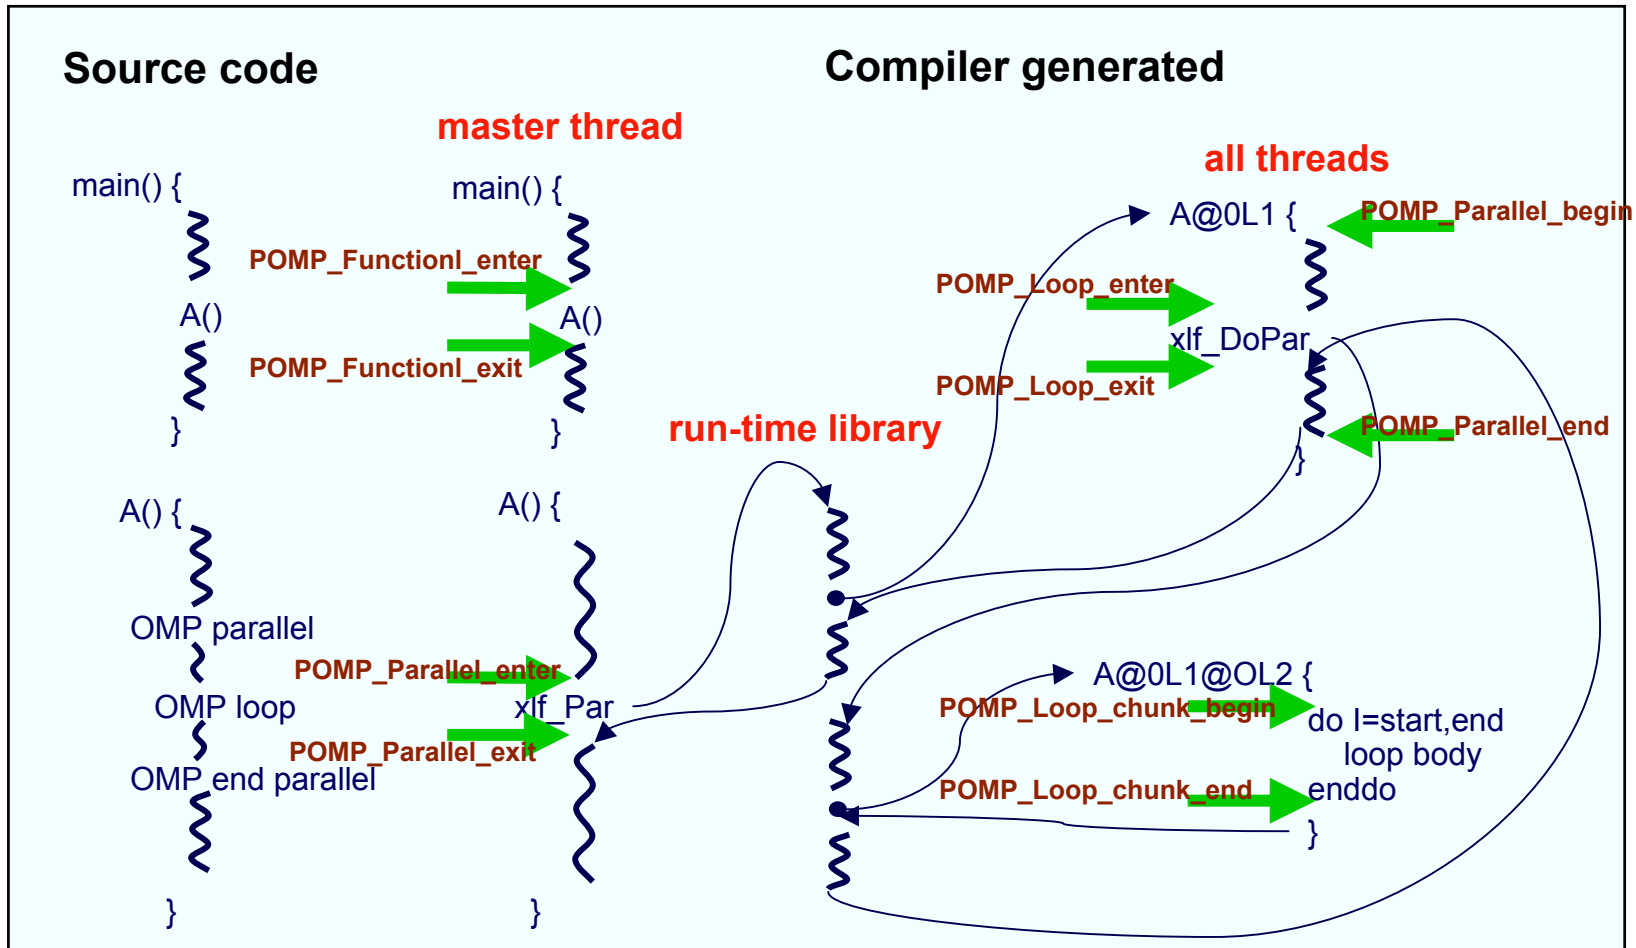 Source code
Compiler generated
master thread
all threads
main() {
main() {
A@0L1 {
POMP_Parallel_begin
POMP_Functionl_enter
POMP_Loop_enter
A()
A()
xlf_DoPar
POMP_Functionl_exit
POMP_Loop_exit
}
}
run-time library
POMP_Parallel_end
}
A() {
A() {
OMP parallel
POMP_Parallel_enter
A@0L1@OL2 {
OMP loop
xlf_Par
POMP_Loop_chunk_begin
do I=start,end
POMP_Parallel_exit
loop body
OMP end parallel
POMP_Loop_chunk_end
enddo
}
}
}